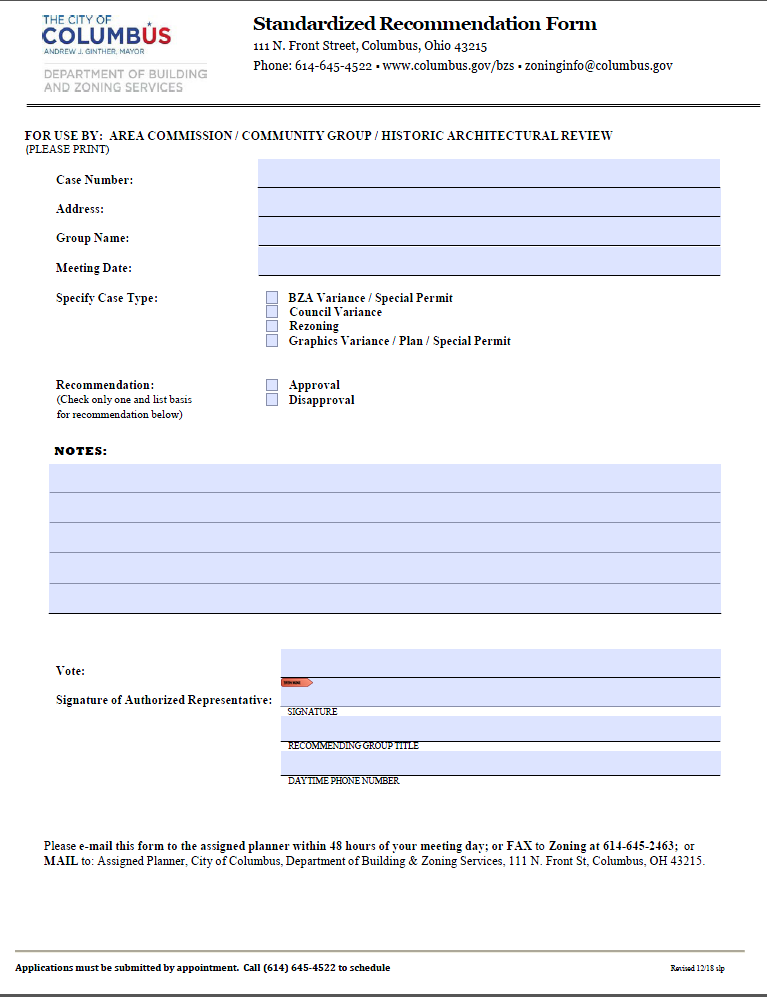 THE CITY OF
COLUMBUS
ANDREW J. GINTHER, MAYOR
DEPARTMENT OF BUILDING
AND ZONING SERVICES
Standardized Recommendation Form
111 N. Front Street, Columbus, Ohio 43215
Phone: 614-645-4522 • www.columbus.gov/bzs • zoninginfo@columbus.gov
FOR USE BY: AREA COMMISSION / COMMUNITY GROUP / HISTORIC ARCHITECTURAL REVIEW
(PLEASE PRINT)
Case Number:
Address:
Group Name:
Meeting Date:
Specify Case Type:
BZA Variance / Special Permit
Council Variance
Rezoning
Graphics Variance / Plan / Special Permit
Recommendation:
(Check only one and list basis
for recommendation below)
Approval
Disapproval
NOTES:
Vote:
Signature of Authorized Representative:
SIGNATURE
RECOMMENDING GROUP TITLE
DAYTIME PHONE NUMBER
Please e-mail this form to the assigned planner within 48 hours of your meeting day; or FAX to Zoning at 614-645-2463; or
MAIL to: Assigned Planner, City of Columbus, Department of Building & Zoning Services, 111 N. Front St, Columbus, OH 43215.
Applications must be submitted by appointment. Call (614) 645-4522 to schedule
Revised 12/18 slp